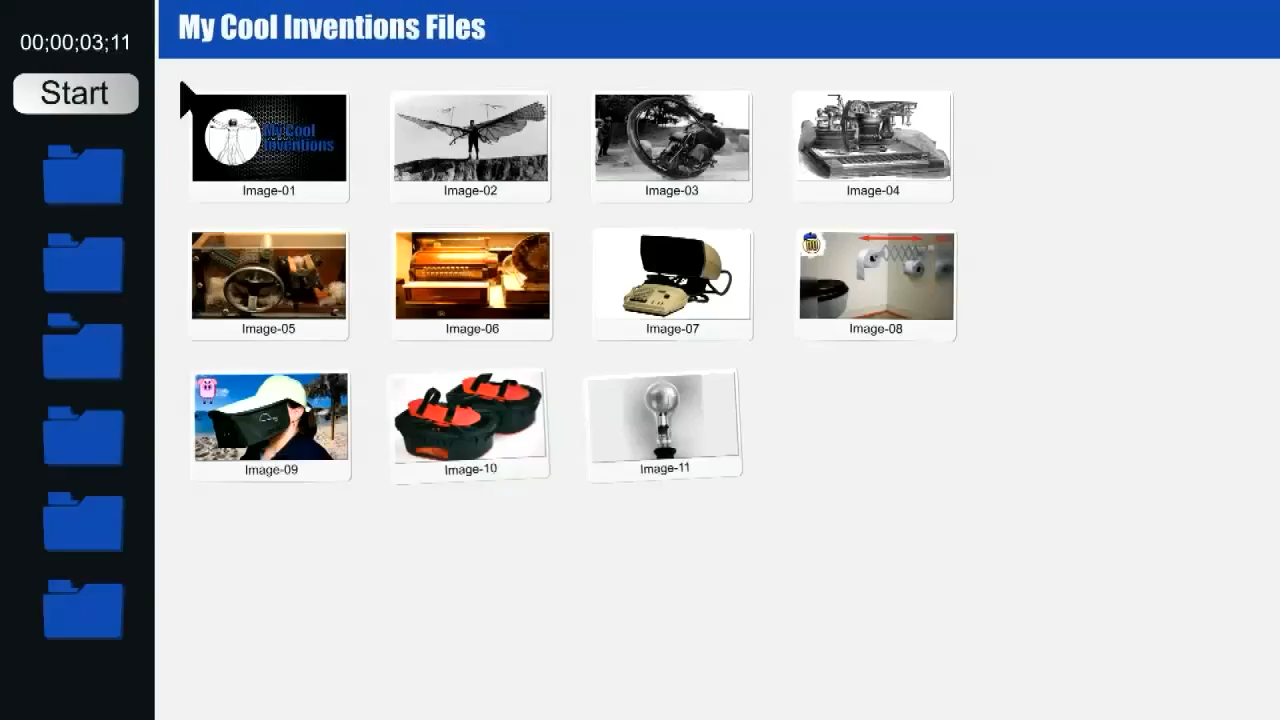 My Cool Inventions Files
00;00;03;11
Start
My Cool
Inventions
Image-01
Image-02
Image-03
Image-04
Image-05
Image-06
Image-07
Image-08
Image-09
Image-10
Image-11